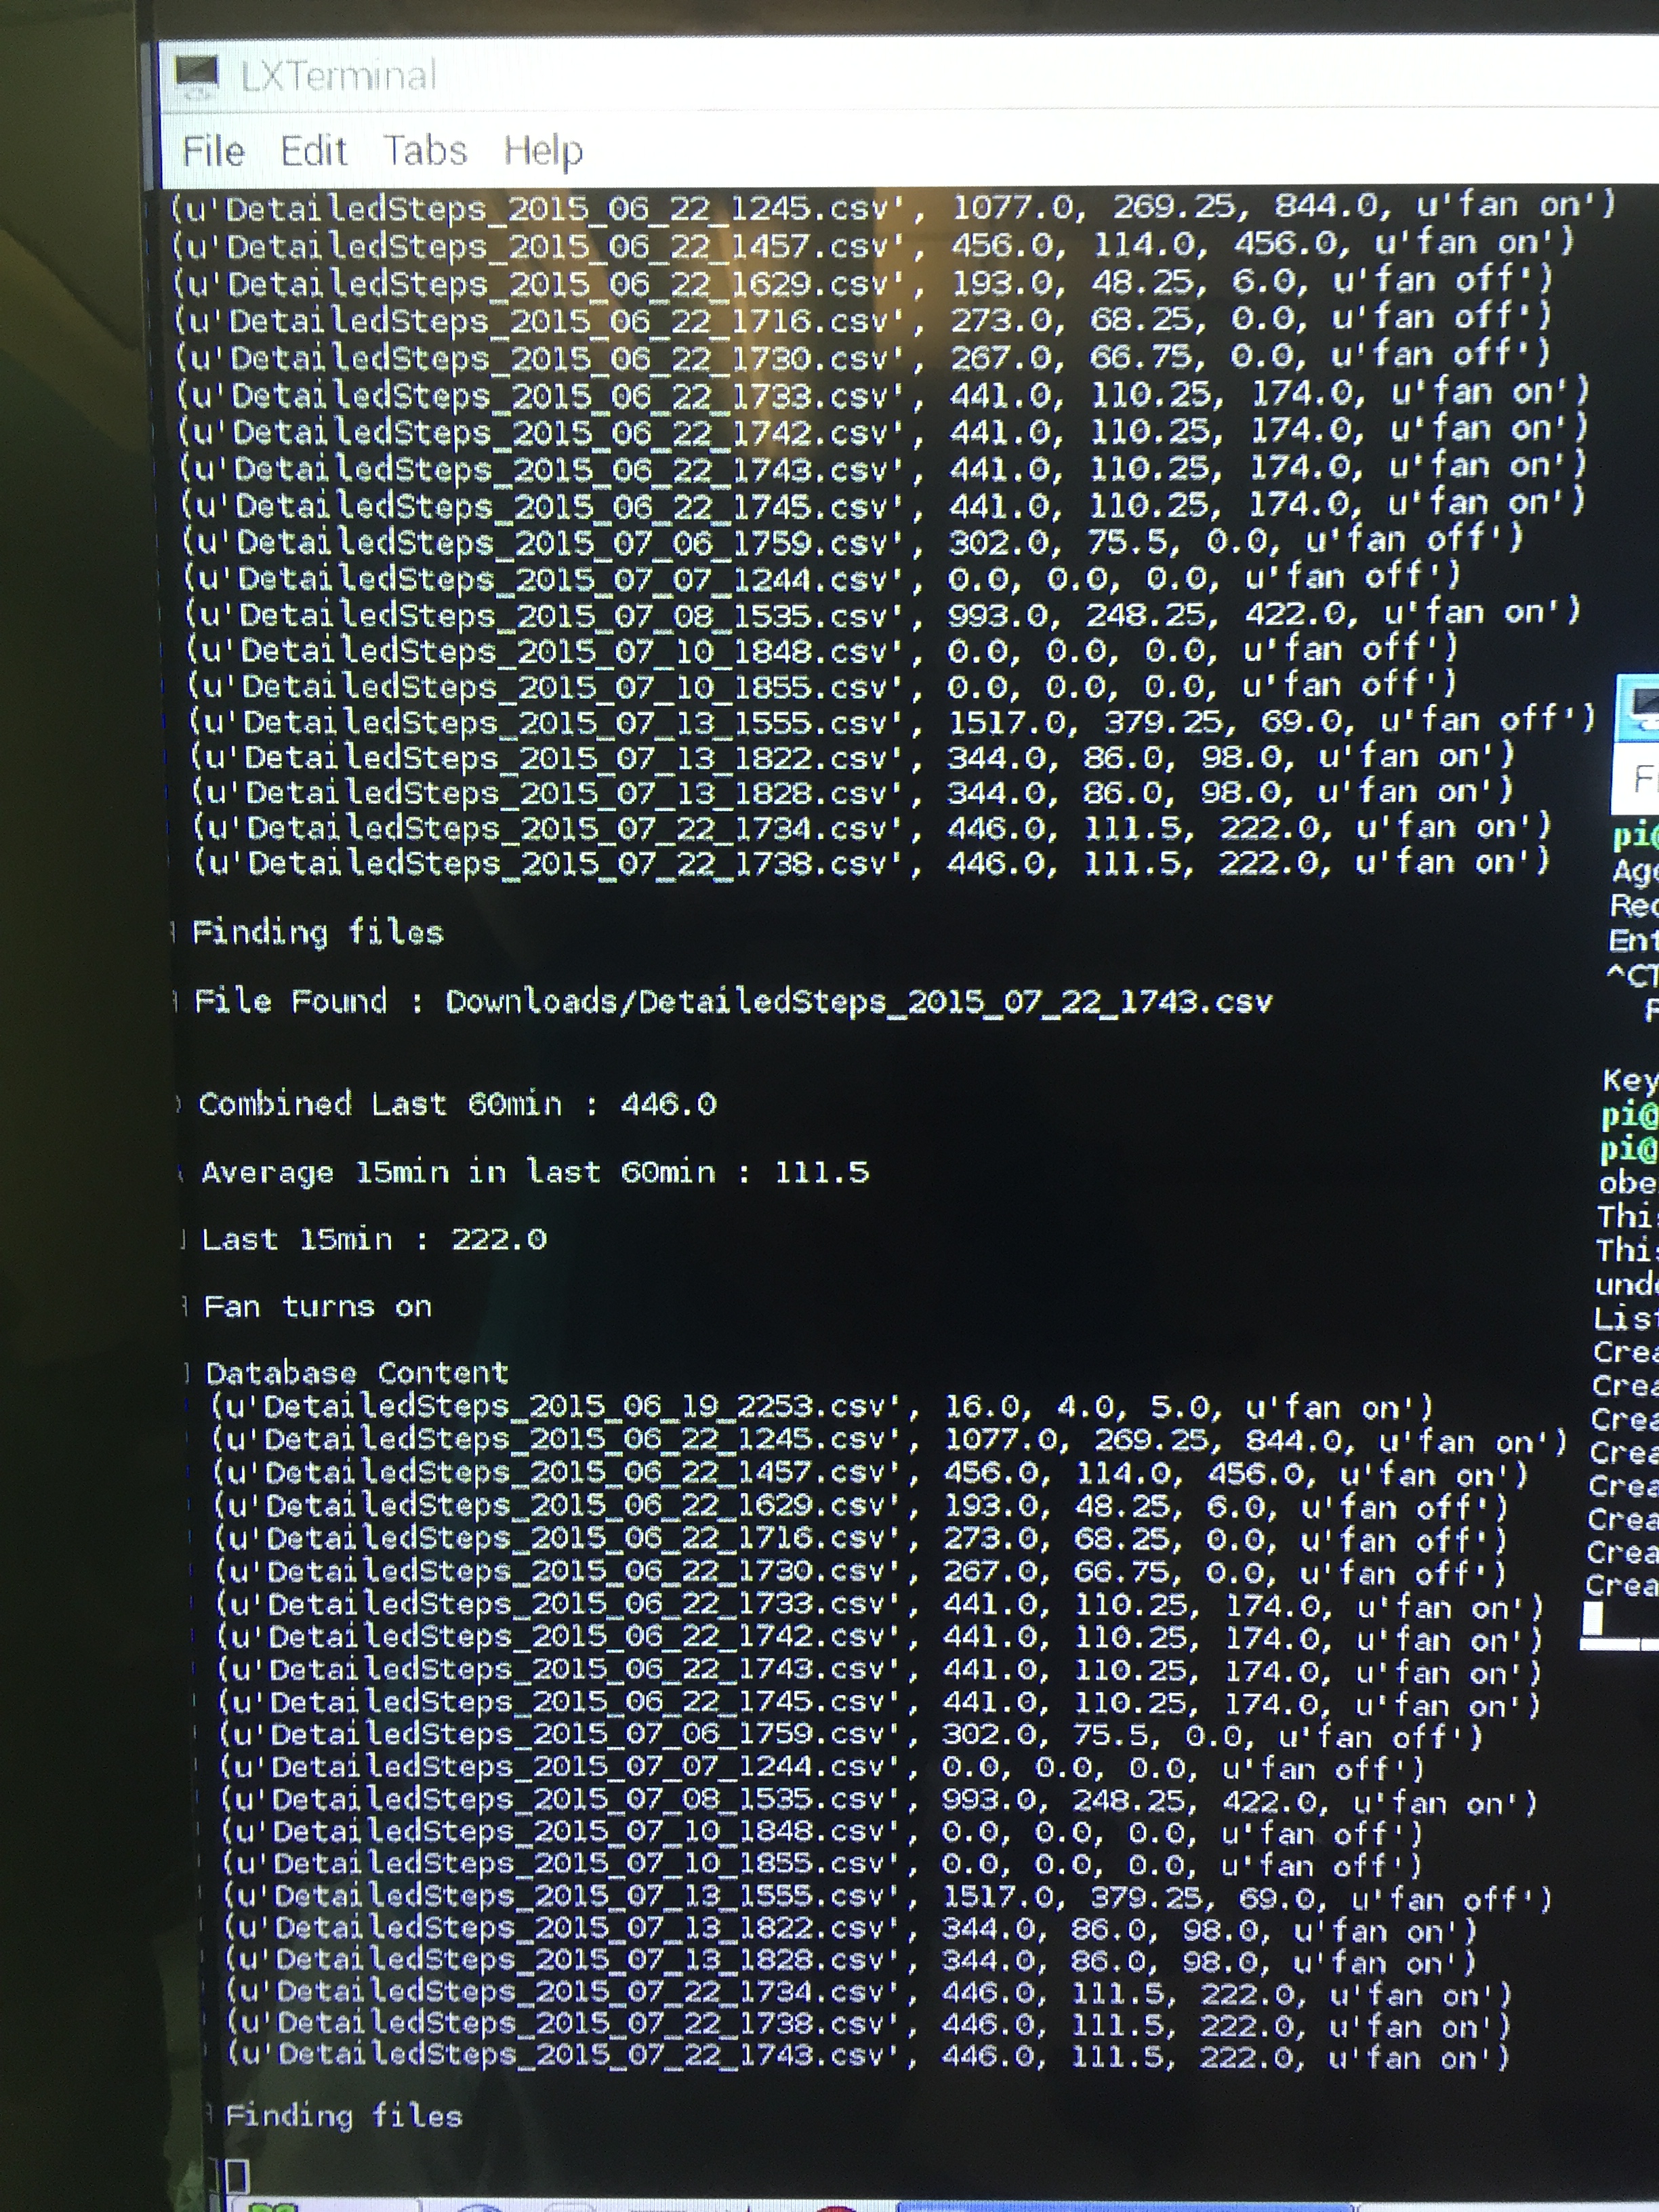 LXTerminal
File Edit Tabs Help
(u'DetailedSteps_2015_06_22_1245.csv', 1077.0, 269.25, 844.0, u'fan on')
(u'DetailedSteps_2015_06_22_1457.csv', 456.0, 114.0, 456.0, u'fan on')
(u'DetailedSteps_2015_06_22_1629.csv', 193.0, 48.25, 6.0, u'fan off')
(u'DetailedSteps_2015_06_22_1716.csv', 273.0, 68.25, 0.0, u'fan off')
(u'DetailedSteps_2015_06_22_1730.csv', 267.0, 66.75, 0.0, u'fan off')
(u'DetailedSteps_2015_06_22_1733.csv', 441.0, 110.25, 174.0, u'fan on')
(u'DetailedSteps_2015_06_22_1742.csv', 441.0, 110.25, 174.0, u'fan on')
(u'DetailedSteps_2015_06_22_1743.csv', 441.0, 110.25, 174.0, u'fan on')
(u'DetailedSteps_2015_06_22_1745.csv', 441.0, 110.25, 174.0, u'fan on')
(u'DetailedSteps_2015_07_06_1759.csv', 302.0, 75.5, 0.0, u'fan off')
(u'DetailedSteps_2015_07_07_1244.csv', 0.0, 0.0, 0.0, u'fan off')
(u'DetailedSteps_2015_07_08_1535.csv', 993.0, 248.25, 422.0, u'fan on')
(u'DetailedSteps_2015_07_10_1848.csv', 0.0, 0.0, 0.0, u'fan off')
(u'DetailedSteps_2015_07_10_1855.csv', 0.0, 0.0, 0.0, u'fan off')
(u'DetailedSteps_2015_07_13_1555.csv', 1517.0, 379.25, 69.0, u'fan off')
(u'DetailedSteps_2015_07_13_1822.csv', 344.0, 86.0, 98.0, u'fan on')
(u'DetailedSteps_2015_07_13_1828.csv', 344.0, 86.0, 98.0, u'fan on')
(u'DetailedSteps_2015_07_22_1734.csv', 446.0, 111.5, 222.0, u'fan on')
(u'DetailedSteps_2015_07_22_1738.csv', 446.0, 111.5, 222.0, u'fan on')
Finding files
File Found : Downloads/DetailedSteps_2015_07_22_1743.csv
Combined Last 60min : 446.0
Average 15min in last 60min : 111.5
Last 15min : 222.0
Fan turns on
Database Content
(u'DetailedSteps_2015_06_19_2253.csv', 16.0, 4.0, 5.0, u'fan on')
(u'DetailedSteps_2015_06_22_1245.csv', 1077.0, 269.25, 844.0, u'fan on')
(u'DetailedSteps_2015_06_22_1457.csv', 456.0, 114.0, 456.0, u'fan on')
(u'DetailedSteps_2015_06_22_1629.csv', 193.0, 48.25, 6.0, u'fan off')
(u'DetailedSteps_2015_06_22_1716.csv', 273.0, 68.25, 0.0, u'fan off')
(u'DetailedSteps_2015_06_22_1730.csv', 267.0, 66.75, 0.0, u'fan off')
(u'DetailedSteps_2015_06_22_1733.csv', 441.0, 110.25, 174.0, u'fan on')
(u'DetailedSteps_2015_06_22_1742.csv', 441.0, 110.25, 174.0, u'fan on')
(u'DetailedSteps_2015_06_22_1743.csv', 441.0, 110.25, 174.0, u'fan on')
(u'DetailedSteps_2015_06_22_1745.csv', 441.0, 110.25, 174.0, u'fan on')
(u'DetailedSteps_2015_07_06_1759.csv', 302.0, 75.5, 0.0, u'fan off')
(u'DetailedSteps_2015_07_07_1244.csv', 0.0, 0.0, 0.0, u'fan off')
(u'DetailedSteps_2015_07_08_1535.csv', 993.0, 248.25, 422.0, u'fan on')
(u'DetailedSteps_2015_07_10_1848.csv', 0.0, 0.0, 0.0, u'fan off')
(u'DetailedSteps_2015_07_10_1855.csv', 0.0, 0.0, 0.0, u'fan off')
(u'DetailedSteps_2015_07_13_1555.csv', 1517.0, 379.25, 69.0, u'fan off')
(u'DetailedSteps_2015_07_13_1822.csv', 344.0, 86.0, 98.0, u'fan on')
(u'DetailedSteps_2015_07_13_1828.csv', 344.0, 86.0, 98.0, u'fan on')
(u'DetailedSteps_2015_07_22_1734.csv', 446.0, 111.5, 222.0, u'fan on')
(u'DetailedSteps_2015_07_22_1738.csv', 446.0, 111.5, 222.0, u'fan on')
(u'DetailedSteps_2015_07_22_1743.csv', 446.0, 111.5, 222.0, u'fan on')
Finding files
pi@
Key
pi@
pi@